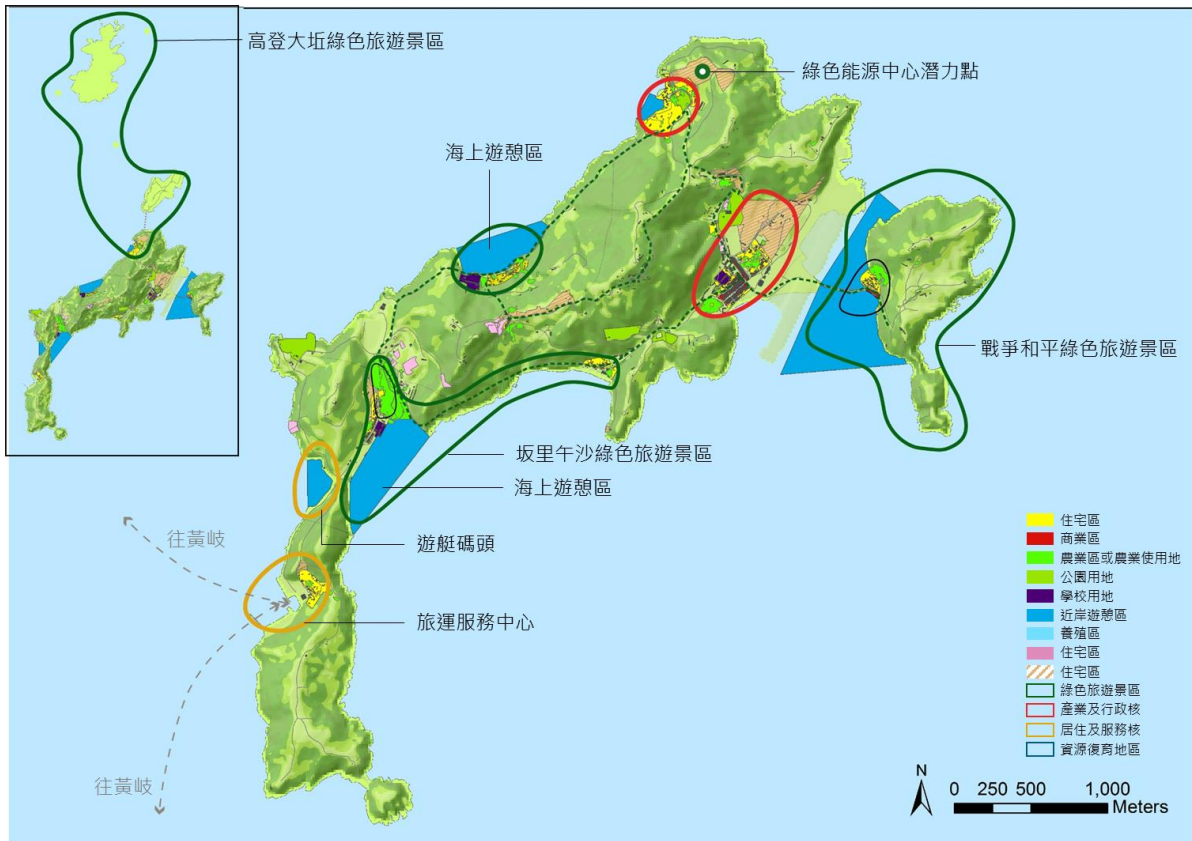 高登大坵綠色旅遊景區
綠色能源中心潛力點
海上遊憩區
戰爭和平綠色旅遊景區
坂里午沙綠色旅遊景區
海上遊憩區
遊艇碼頭
往黃岐
旅運服務中心
往黃岐
住宅區
商業區
農業區或農業使用地
公園用地
學校用地
近岸遊憩區
養殖區
住宅區
住宅區
綠色旅遊景區
產業及行政核
居住及服務核
資源復育地區
N
0 250 500 1,000
Meters